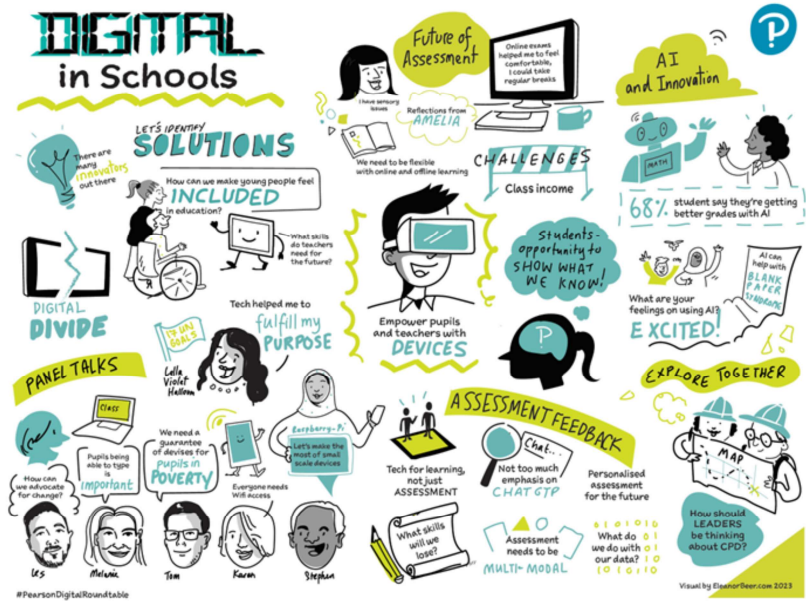 DIGITAL
in Schools
There are
many
innovators
out there
LET'S IDENTIFY
SOLUTIONS
How can we make young people feel
INCLUDED
in education?
What skills
do teachers
need for
the future?
DIGITAL
DIVIDE
Tech helped me to
fulfill my
PURPOSE
17 UN
GOALS
Future of
Assessment
Online exams
helped me to feel
comfortable,
I could take
regular breaks
I have sensory
issues
Reflections from
AMELIA
We need to be flexible
with online and offline learning
CHALLENGES
Class income
Empower pupils
and teachers with
DEVICES
Students-
opportunity to
SHOW WHAT
WE KNOW!
P
AI
and Innovation
MATH
68% student say they're getting
better grades with AI
What are your
feelings on using AI?
EXCITED!
AI can
help with
BLANK
PAPER
SYNDROME
PANEL TALKS
Class
How can
we advocate
for change?
Pupils being
able to type
is
important
We need a
guarantee
of devises for
pupils in
POVERTY
Everyone needs
Wifi access
Raspberry-Pi
Let's make the
most of small
scale devices
Les
Melanie
Tom
Karen
Stephen
ASSESSMENT FEEDBACK
Tech for learning,
not just
ASSESSMENT
Chat...
Not too much
emphasis on
CHAT GTP
Personalised
assessment
for the future
What skills
will we
lose?
Assessment
needs to be
MULTI-MODAL
What do
we do with
our data?
EXPLORE TOGETHER
MAP
How should
LEADERS
be thinking
about CPD?
#PearsonDigitalRoundtable
Visual by EleanorBeer.com 2023